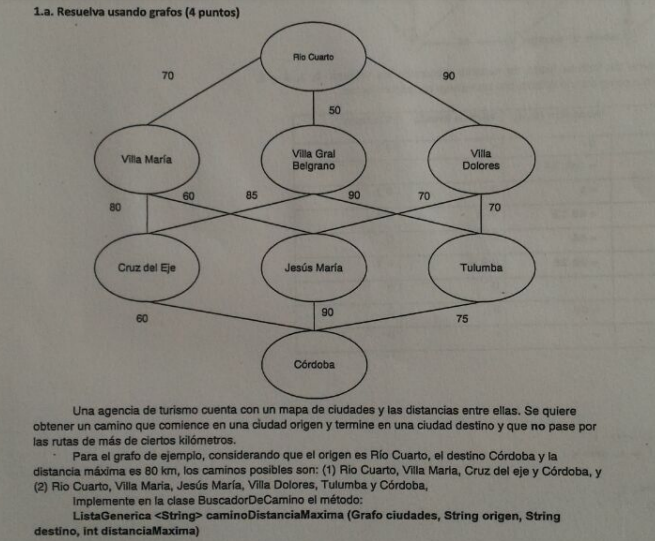 1.a. Resuelva usando grafos (4 puntos)
Río Cuarto
70
90
50
Villa María
Villa Gral
Belgrano
Villa
Dolores
80
60
85
90
70
70
Cruz del Eje
Jesús María
Tulumba
60
90
75
Córdoba
Una agencia de turismo cuenta con un mapa de ciudades y las distancias entre ellas. Se quiere
obtener un camino que comience en una ciudad origen y termine en una ciudad destino y que no pase por
las rutas de más de ciertos kilómetros.
Para el grafo de ejemplo, considerando que el origen es Río Cuarto, el destino Córdoba y la
distancia máxima es 80 km, los caminos posibles son: (1) Rio Cuarto, Villa Maria, Cruz del eje y Córdoba, y
(2) Rio Cuarto, Villa Maria, Jesús María, Villa Dolores, Tulumba y Córdoba,
Implemente en la clase BuscadorDeCamino el método:
ListaGenerica <String> caminoDistanciaMaxima (Grafo ciudades, String origen, String
destino, int distanciaMaxima)